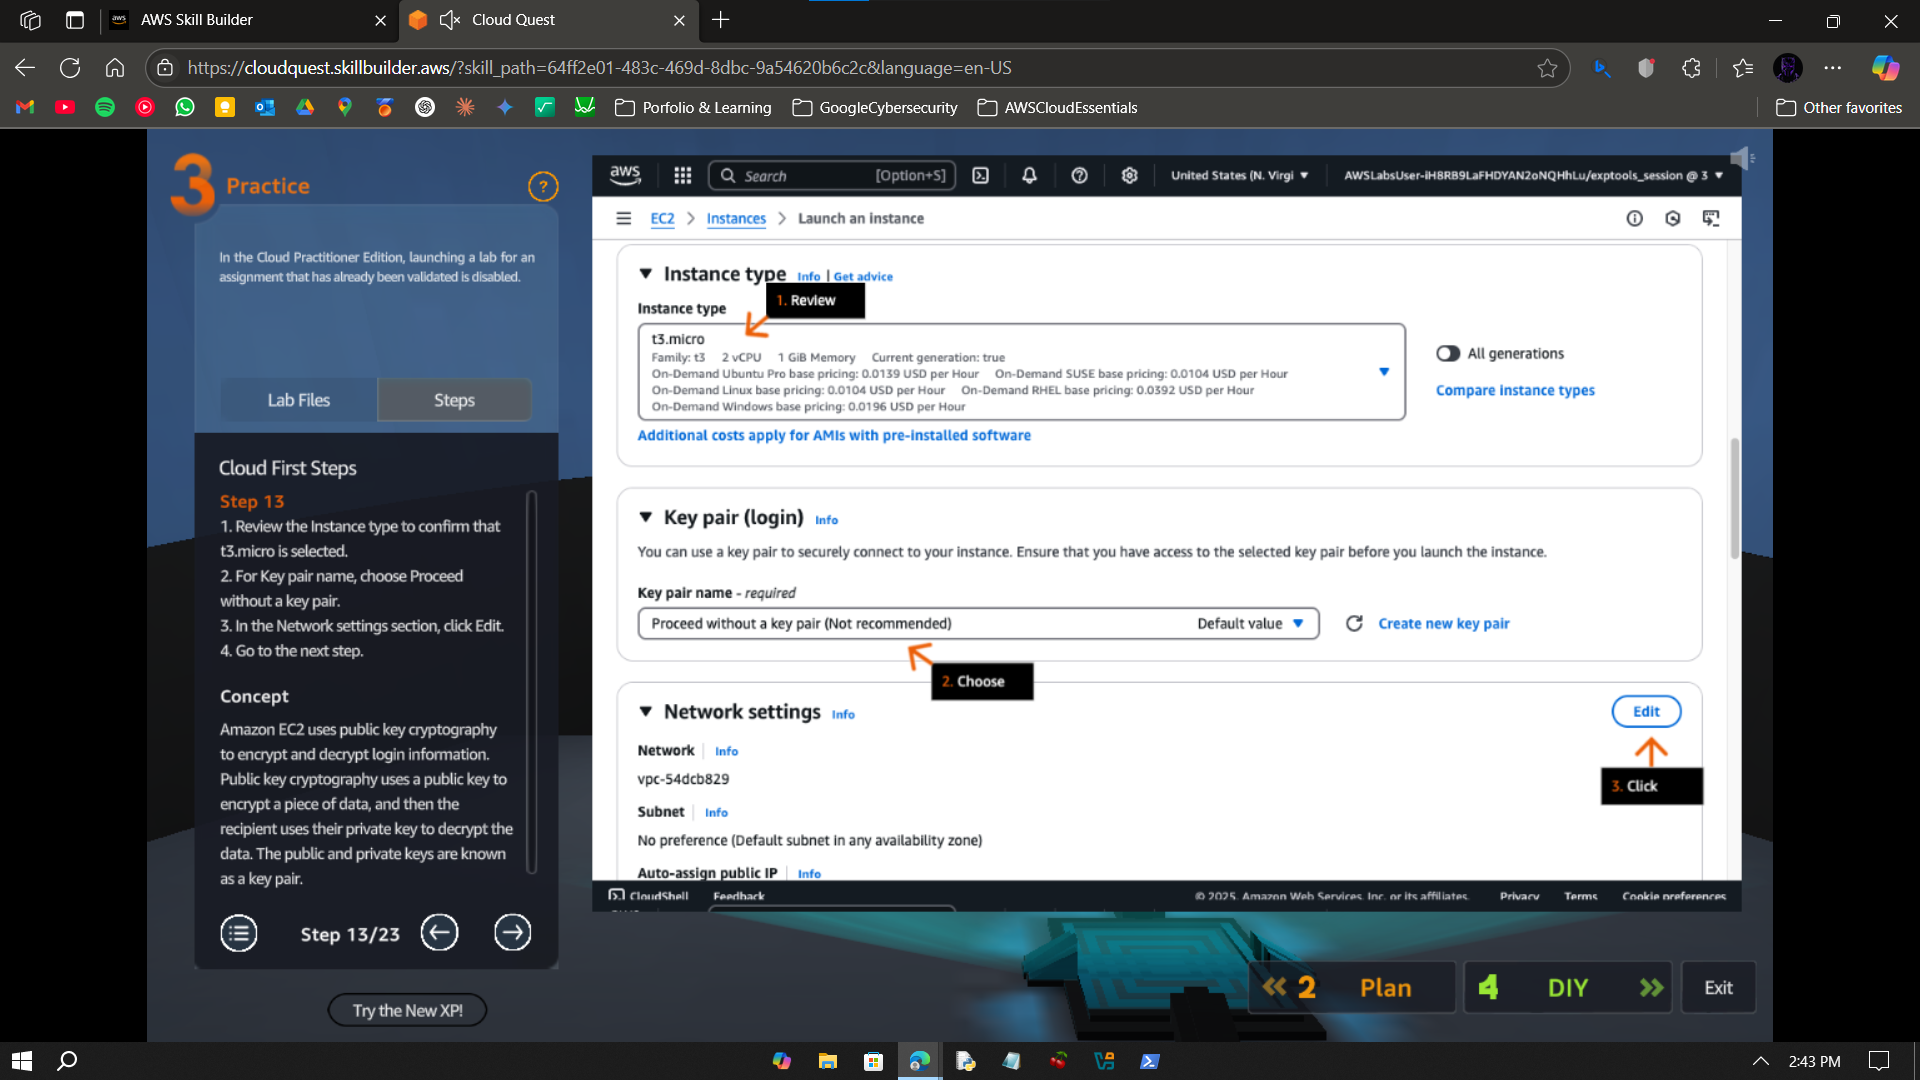 aws
AWS Skill Builder
Cloud Quest
https://cloudquest.skillbuilder.aws/?skill_path=64ff2e01-483c-469d-8dbc-9a54620b6c2c&language=en-US
Porfolio & Learning
GoogleCybersecurity
AWSCloudEssentials
Other favorites
3 Practice
?
In the Cloud Practitioner Edition, launching a lab for an
assignment that has already been validated is disabled.
Lab Files
Steps
Cloud First Steps
Step 13
1. Review the Instance type to confirm that
t3.micro is selected.
2. For Key pair name, choose Proceed
without a key pair.
3. In the Network settings section, click Edit.
4. Go to the next step.
Concept
Amazon EC2 uses public key cryptography
to encrypt and decrypt login information.
Public key cryptography uses a public key to
encrypt a piece of data, and then the
recipient uses their private key to decrypt the
data. The public and private keys are known
as a key pair.
Step 13/23
Try the New XP!
aws
Search
[Option+S]
United States (N. Virgi
AWSLabsUser-iH8RB9LaFHDYAN2oNQHhLu/exptools_session @ 3
EC2 > Instances > Launch an instance
Instance type Info | Get advice
1. Review
Instance type
t3.micro
Family: t3 2 vCPU 1 GiB Memory Current generation: true
On-Demand Ubuntu Pro base pricing: 0.0139 USD per Hour On-Demand SUSE base pricing: 0.0104 USD per Hour
On-Demand Linux base pricing: 0.0104 USD per Hour On-Demand RHEL base pricing: 0.0392 USD per Hour
On-Demand Windows base pricing: 0.0196 USD per Hour
All generations
Compare instance types
Additional costs apply for AMIs with pre-installed software
Key pair (login) Info
You can use a key pair to securely connect to your instance. Ensure that you have access to the selected key pair before you launch the instance.
Key pair name - required
Proceed without a key pair (Not recommended)
Default value
Create new key pair
2. Choose
Network settings Info
Edit
Network Info
vpc-54dcb829
3. Click
Subnet Info
No preference (Default subnet in any availability zone)
Auto-assign public IP Info
CloudShell
Feedback
© 2025, Amazon Web Services, Inc. or its affiliates.
Privacy
Terms
Cookie preferences
2 Plan
4 DIY
Exit
2:43 PM